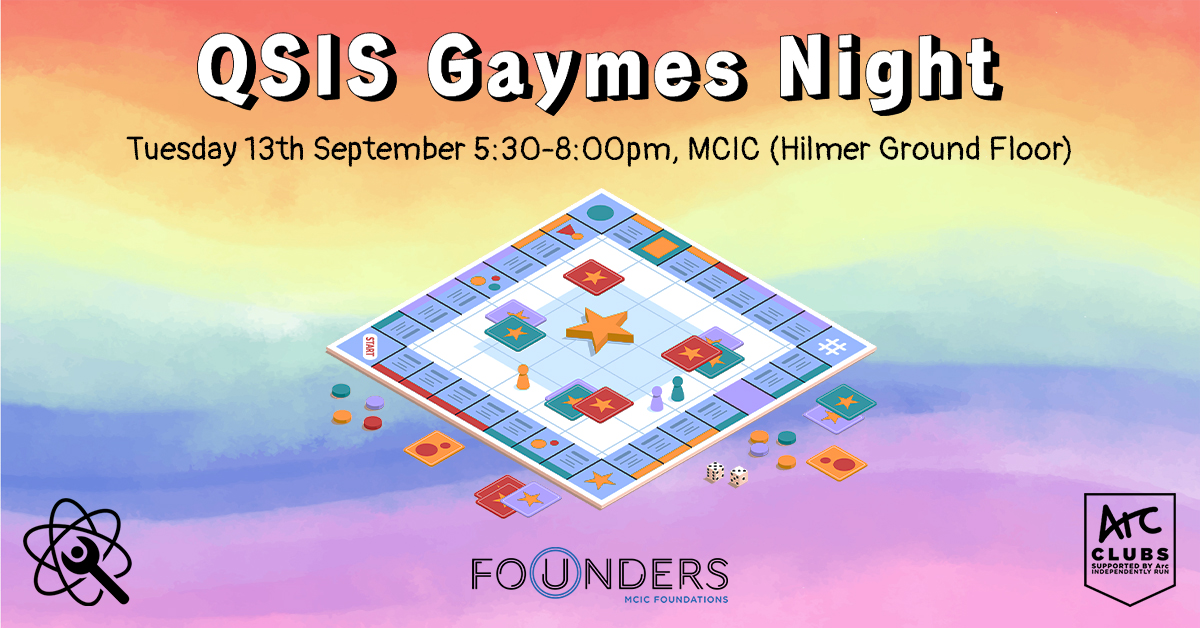 QSIS Gaymes Night
Tuesday 13th September 5:30-8:00pm, MCIC (Hilmer Ground Floor)
START
#
FOUNDERS
MCIC FOUNDATIONS
Arc
CLUBS
SUPPORTED BY Arc
INDEPENDENTLY RUN